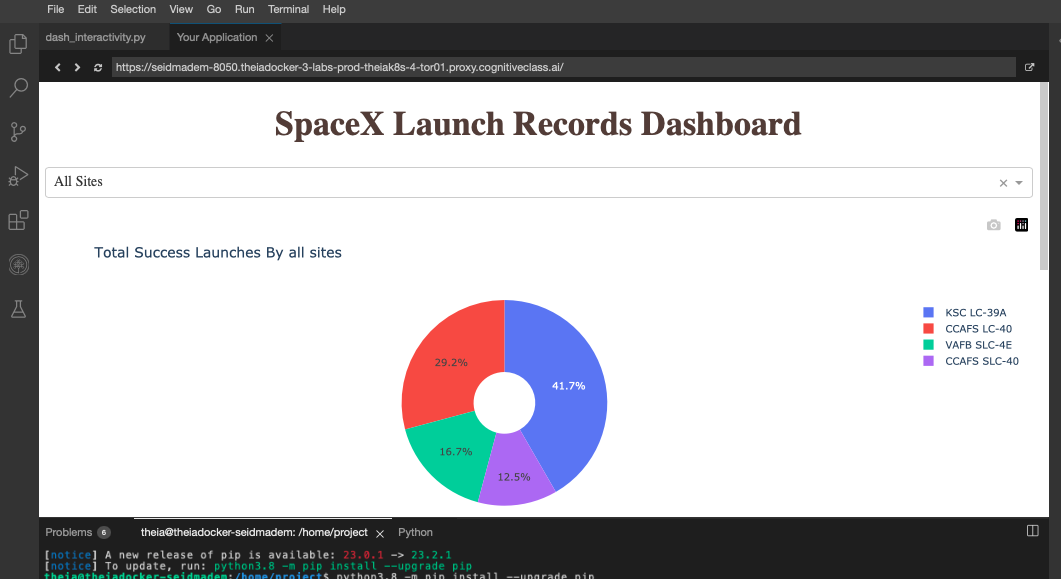 File Edit Selection View Go Run Terminal Help
dash_interactivity.py Your Application
https://seidmadem-8050.theiadocker-3-labs-prod-theiak8s-4-tor01.proxy.cognitiveclass.ai/
SpaceX Launch Records Dashboard
All Sites
Total Success Launches By all sites
KSC LC-39A
CCAFS LC-40
VAFB SLC-4E
CCAFS SLC-40
29.2%
41.7%
16.7%
12.5%
Problems 6 theia@theiadocker-seidmadem: /home/project Python
[notice] A new release of pip is available: 23.0.1 -> 23.2.1
[notice] To update, run: python3.8 -m pip install --upgrade pip
theia@theiadocker-seidmadem:/home/project$ python3.8 -m pip install --upgrade pip